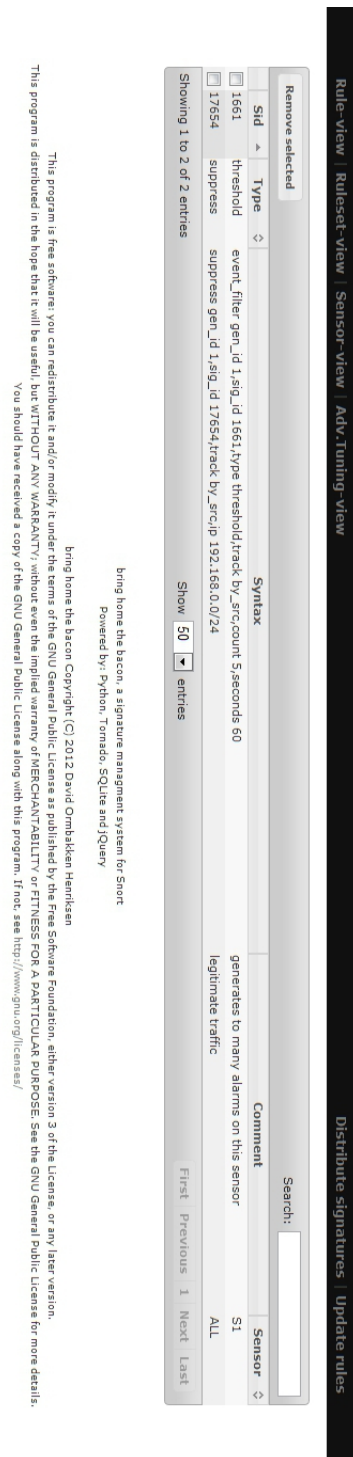 Rule-view | Ruleset-view | Sensor-view | Adv.Tuning-view Distribute signatures | Update rules
Remove selected Search:
Sid Type Syntax Comment Sensor
1661 threshold event_filter gen_id 1,sig_id 1661,type threshold,track by_src,count 5,seconds 60 generates to many alarms on this sensor S1
17654 suppress suppress gen_id 1,sig_id 17654,track by_src,ip 192.168.0.0/24 legitimate traffic ALL
Showing 1 to 2 of 2 entries Show 50 entries First Previous 1 Next Last
bring home the bacon, a signature managment system for Snort
Powered by: Python, Tornado, SQLite and jQuery
bring home the bacon Copyright (C) 2012 David Ormbakken Henriksen
This program is free software: you can redistribute it and/or modify it under the terms of the GNU General Public License as published by the Free Software Foundation, either version 3 of the License, or any later version.
This program is distributed in the hope that it will be useful, but WITHOUT ANY WARRANTY; without even the implied warranty of MERCHANTABILITY or FITNESS FOR A PARTICULAR PURPOSE. See the GNU General Public License for more details.
You should have received a copy of the GNU General Public License along with this program. If not, see http://www.gnu.org/licenses/